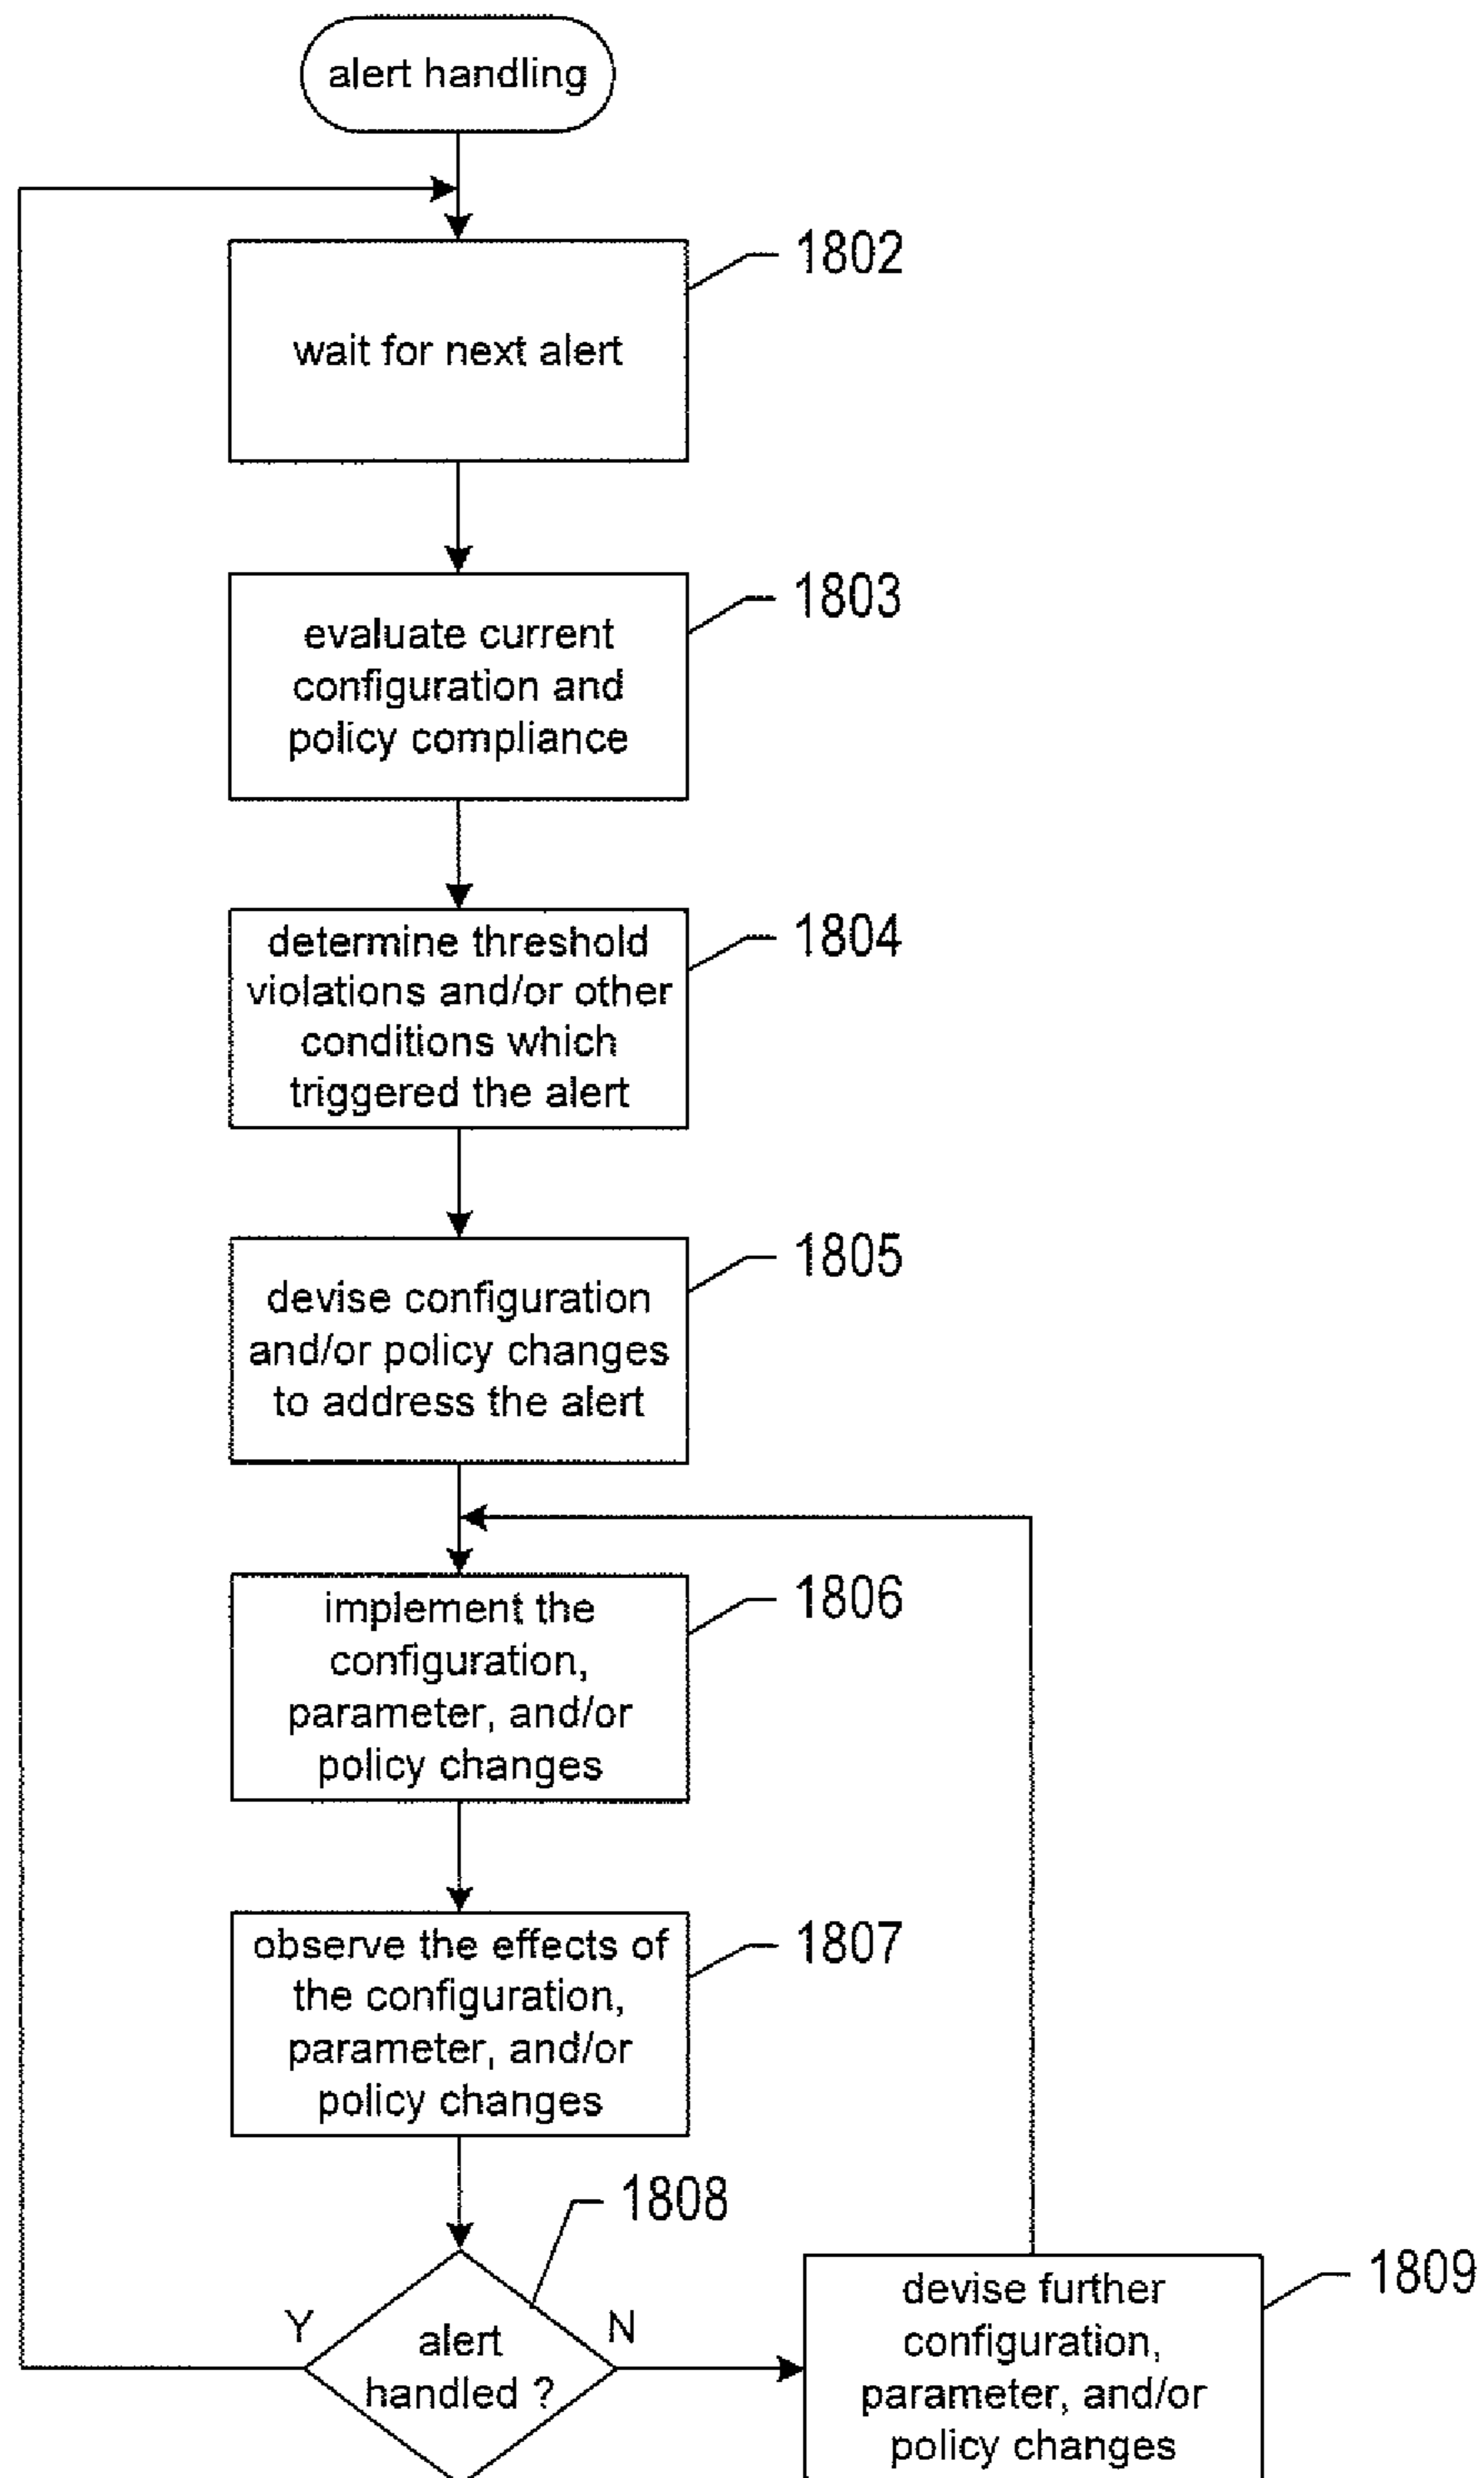 alert handling
1802
wait for next alert
1803
evaluate current
configuration and
policy compliance
1804
determine threshold
violations and/or other
conditions which
triggered the alert
1805
devise configuration
and/or policy changes
to address the alert
1806
implement the
configuration,
parameter, and/or
policy changes
1807
observe the effects of
the configuration,
parameter, and/or
policy changes
1808
Y
alert
handled ?
N
1809
devise further
configuration,
parameter, and/or
policy changes